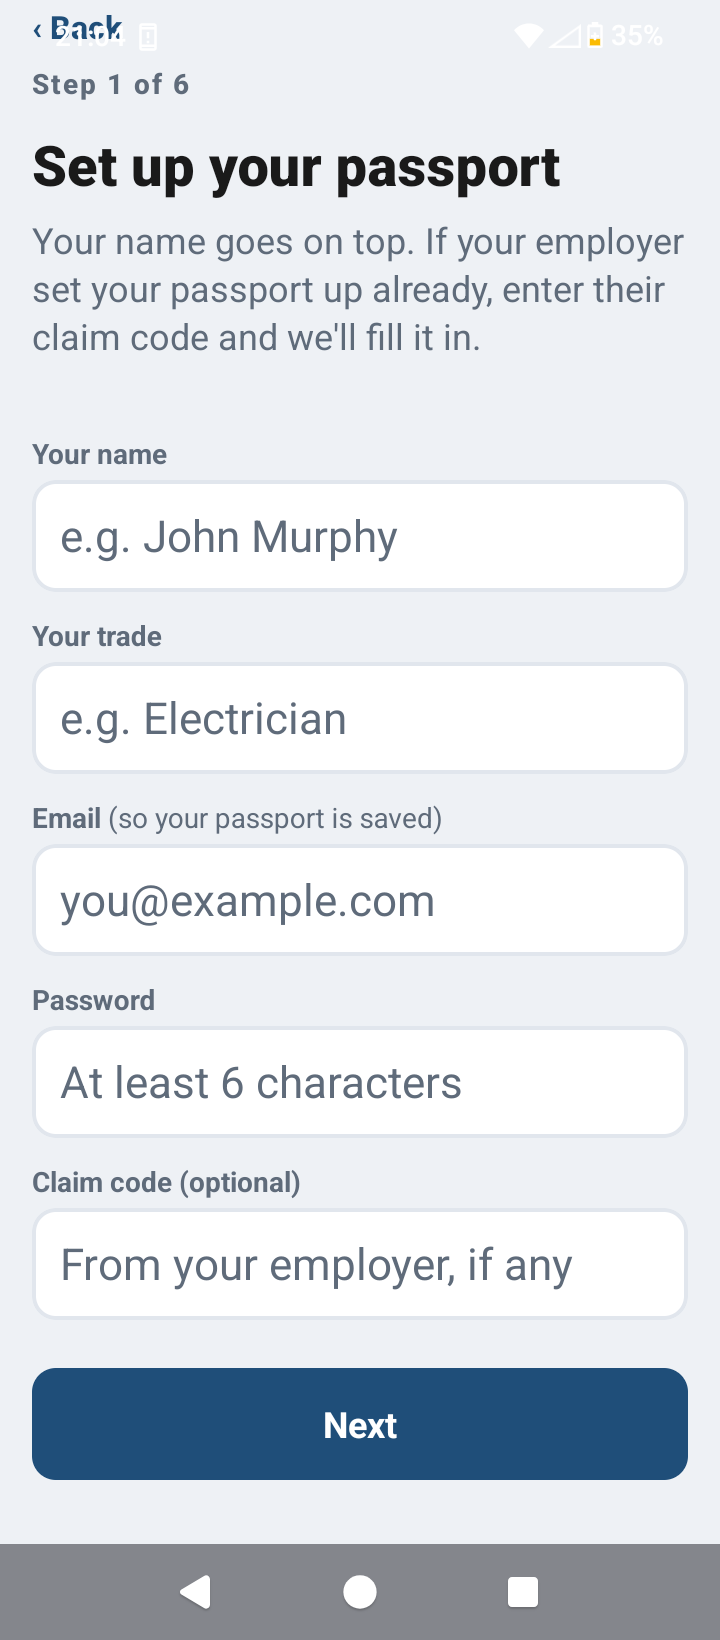 ‹ Back
21:04
35%
Step 1 of 6
Set up your passport
Your name goes on top. If your employer
set your passport up already, enter their
claim code and we'll fill it in.
Your name
e.g. John Murphy
Your trade
e.g. Electrician
Email (so your passport is saved)
you@example.com
Password
At least 6 characters
Claim code (optional)
From your employer, if any
Next